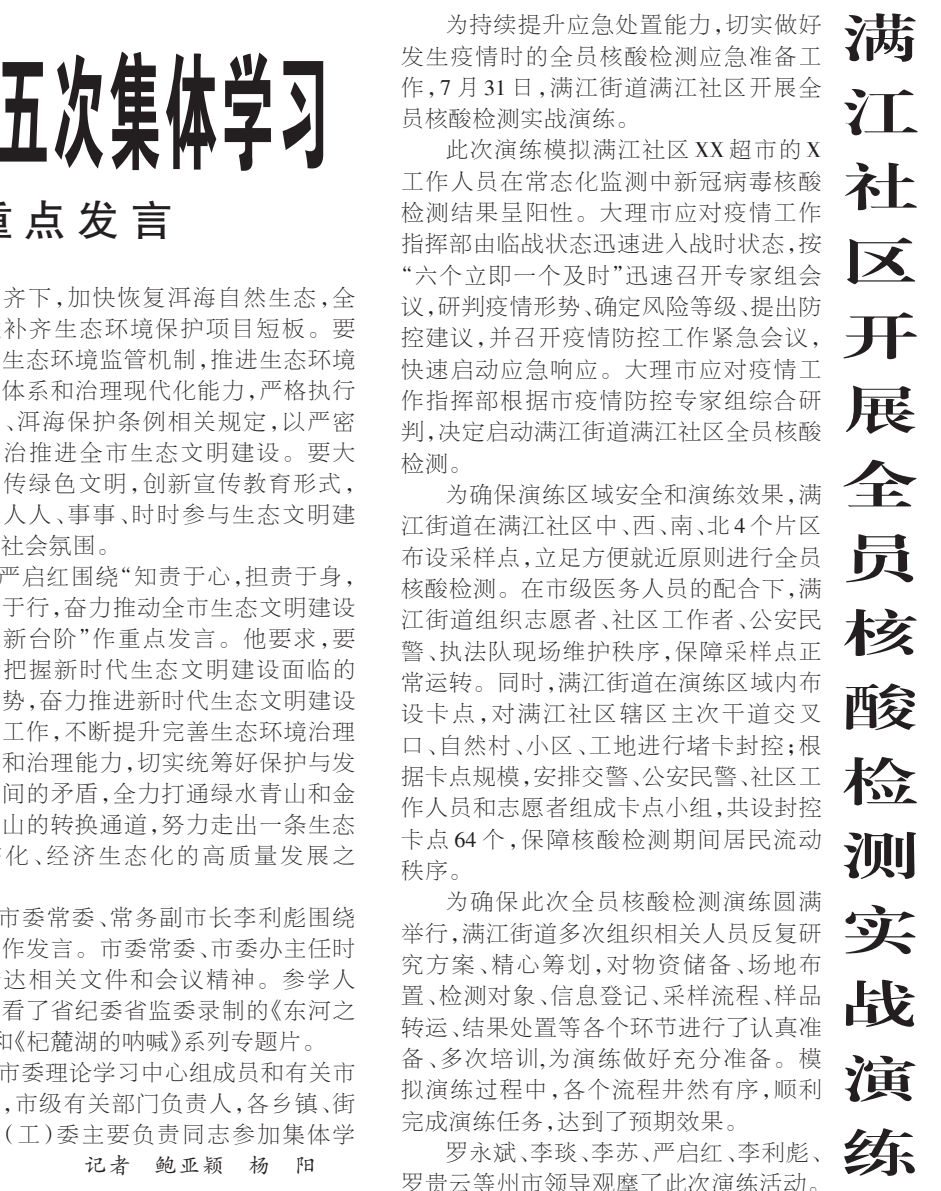 五次集体学习
重点发言
齐下,加快恢复洱海自然生态,全
补齐生态环境保护项目短板。要
生态环境监管机制,推进生态环境
体系和治理现代化能力,严格执行
、洱海保护条例相关规定,以严密
治推进全市生态文明建设。要大
传绿色文明,创新宣传教育形式,
人人、事事、时时参与生态文明建
社会氛围。
严启红围绕“知责于心,担责于身,
于行,奋力推动全市生态文明建设
新台阶”作重点发言。他要求,要
把握新时代生态文明建设面临的
势,奋力推进新时代生态文明建设
工作,不断提升完善生态环境治理
和治理能力,切实统筹好保护与发
间的矛盾,全力打通绿水青山和金
山的转换通道,努力走出一条生态
化、经济生态化的高质量发展之
市委常委、常务副市长李利彪围绕
作发言。市委常委、市委办主任时
达相关文件和会议精神。参学人
看了省纪委省监委录制的《东河之
和《杞麓湖的呐喊》系列专题片。
市委理论学习中心组成员和有关市
,市级有关部门负责人,各乡镇、街
(工)委主要负责同志参加集体学
记者 鲍亚颖 杨 阳
满江社区开展全员核酸检测实战演练
为持续提升应急处置能力,切实做好
发生疫情时的全员核酸检测应急准备工
作,7月31日,满江街道满江社区开展全
员核酸检测实战演练。
此次演练模拟满江社区XX超市的X
工作人员在常态化监测中新冠病毒核酸
检测结果呈阳性。大理市应对疫情工作
指挥部由临战状态迅速进入战时状态,按
“六个立即一个及时”迅速召开专家组会
议,研判疫情形势、确定风险等级、提出防
控建议,并召开疫情防控工作紧急会议,
快速启动应急响应。大理市应对疫情工
作指挥部根据市疫情防控专家组综合研
判,决定启动满江街道满江社区全员核酸
检测。
为确保演练区域安全和演练效果,满
江街道在满江社区中、西、南、北4个片区
布设采样点,立足方便就近原则进行全员
核酸检测。在市级医务人员的配合下,满
江街道组织志愿者、社区工作者、公安民
警、执法队现场维护秩序,保障采样点正
常运转。同时,满江街道在演练区域内布
设卡点,对满江社区辖区主次干道交叉
口、自然村、小区、工地进行堵卡封控;根
据卡点规模,安排交警、公安民警、社区工
作人员和志愿者组成卡点小组,共设封控
卡点64个,保障核酸检测期间居民流动
秩序。
为确保此次全员核酸检测演练圆满
举行,满江街道多次组织相关人员反复研
究方案、精心筹划,对物资储备、场地布
置、检测对象、信息登记、采样流程、样品
转运、结果处置等各个环节进行了认真准
备、多次培训,为演练做好充分准备。模
拟演练过程中,各个流程井然有序,顺利
完成演练任务,达到了预期效果。
罗永斌、李琰、李苏、严启红、李利彪、
罗贵云等州市领导观摩了此次演练活动。